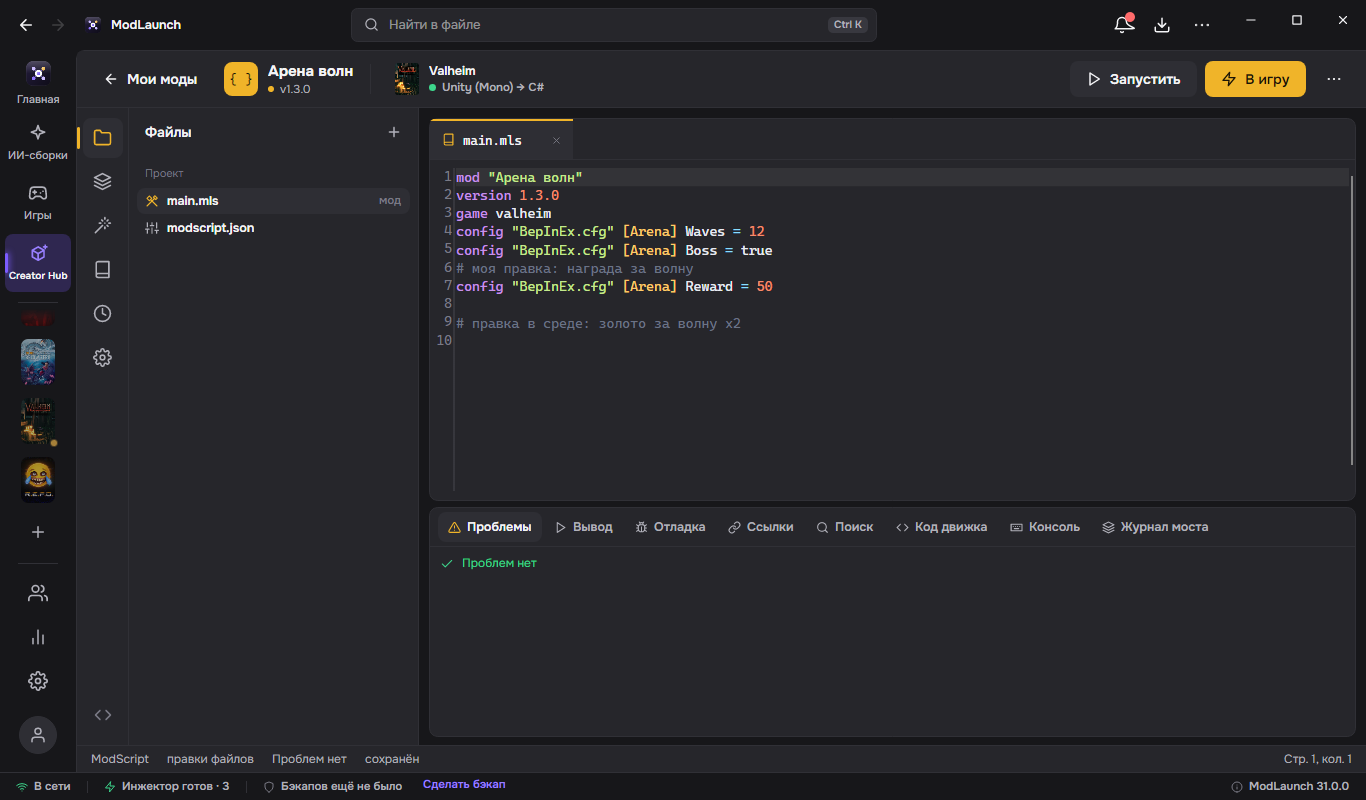 ModLaunch
Найти в файле
Ctrl K
Главная
ИИ-сборки
Игры
Creator Hub
Мои моды
{ }
Арена волн
v1.3.0
Valheim
Unity (Mono) → C#
Запустить
В игру
Файлы
Проект
main.mls
мод
modscript.json
main.mls
1 mod "Арена волн"
2 version 1.3.0
3 game valheim
4 config "BepInEx.cfg" [Arena] Waves = 12
5 config "BepInEx.cfg" [Arena] Boss = true
6 # моя правка: награда за волну
7 config "BepInEx.cfg" [Arena] Reward = 50
8
9 # правка в среде: золото за волну x2
10
Проблемы
Вывод
Отладка
Ссылки
Поиск
Код движка
Консоль
Журнал моста
Проблем нет
ModScript
правки файлов
Проблем нет
сохранён
Стр. 1, кол. 1
В сети
Инжектор готов · 3
Бэкапов ещё не было
Сделать бэкап
ModLaunch 31.0.0